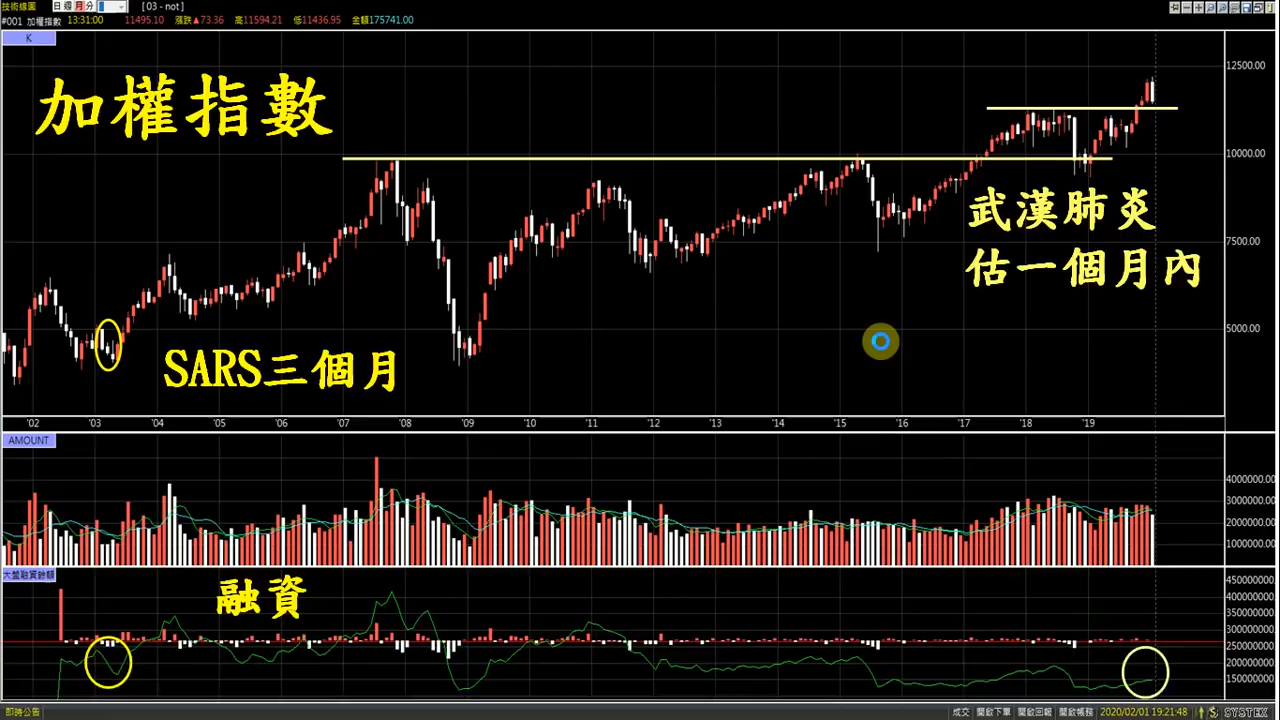 技術線圖 日 週 月 分 [ 03 - not ]
#001 加權指數 13:31:00 11495.10 漲跌▲73.36 高11594.21 低11436.95 金額175741.00
K
12500.00
加權指數
10000.00
武漢肺炎
估一個月內
7500.00
5000.00
SARS三個月
'02 '03 '04 '05 '06 '07 '08 '09 '10 '11 '12 '13 '14 '15 '16 '17 '18 '19
AMOUNT
4000000.00
3000000.00
2000000.00
1000000.00
大盤融資餘額
融資
450000000
400000000
350000000
300000000
250000000
200000000
150000000
即時公告 成交 開啟下單 開啟回報 開啟帳務 2020/02/01 19:21:48 SYSTEX